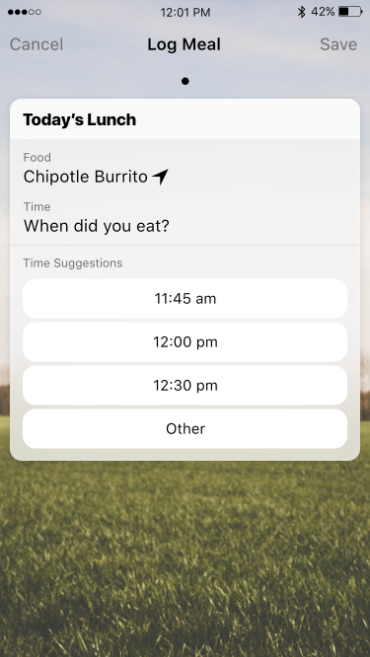 12:01 PM 42%
Cancel Log Meal Save
Today's Lunch
Food
Chipotle Burrito
Time
When did you eat?
Time Suggestions
11:45 am
12:00 pm
12:30 pm
Other